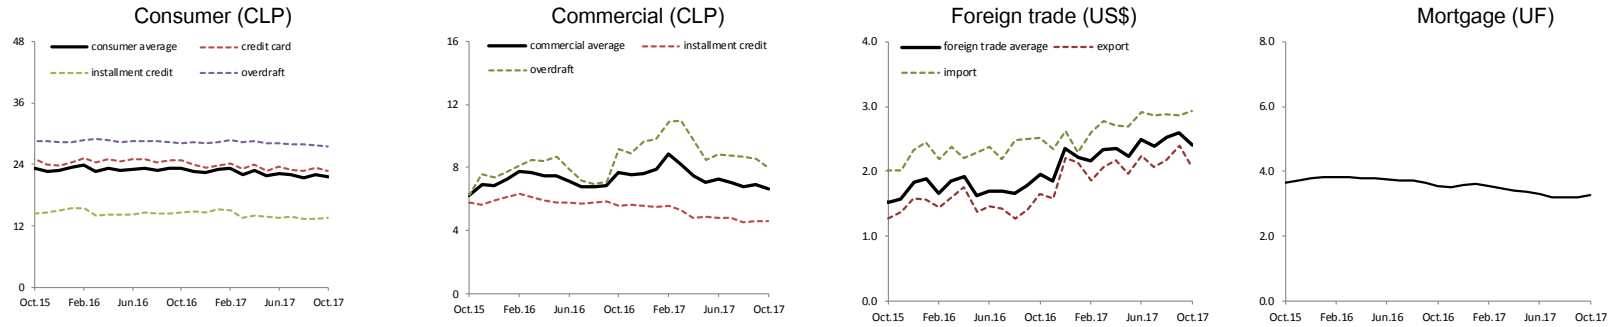 Consumer (CLP)
48
36
24
12
0
consumer average
credit card
installment credit
overdraft
Oct.15 Feb.16 Jun.16 Oct.16 Feb.17 Jun.17 Oct.17
Commercial (CLP)
16
12
8
4
0
commercial average
installment credit
overdraft
Oct.15 Feb.16 Jun.16 Oct.16 Feb.17 Jun.17 Oct.17
Foreign trade (US$)
4.0
3.0
2.0
1.0
0.0
foreign trade average
export
import
Oct.15 Feb.16 Jun.16 Oct.16 Feb.17 Jun.17 Oct.17
Mortgage (UF)
8.0
6.0
4.0
2.0
0.0
Oct.15 Feb.16 Jun.16 Oct.16 Feb.17 Jun.17 Oct.17